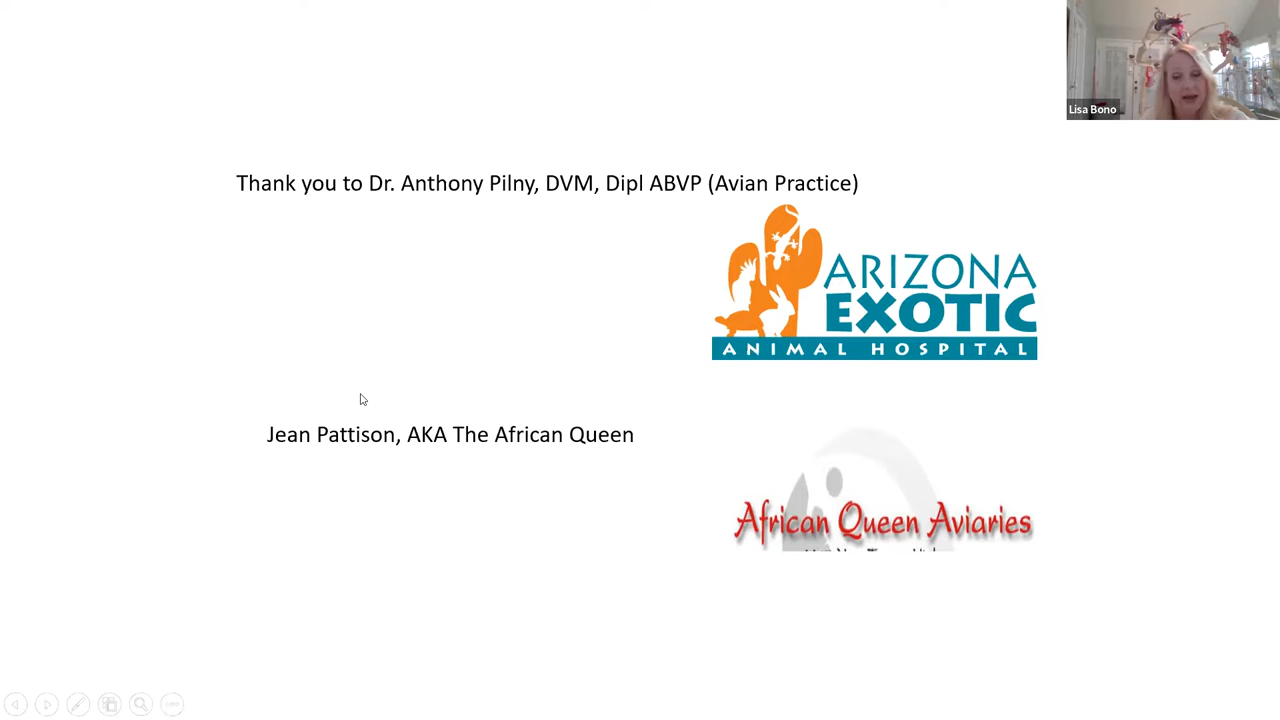 Lisa Bono
Thank you to Dr. Anthony Pilny, DVM, Dipl ABVP (Avian Practice)
ARIZONA
EXOTIC
ANIMAL HOSPITAL
Jean Pattison, AKA The African Queen
African Queen Aviaries